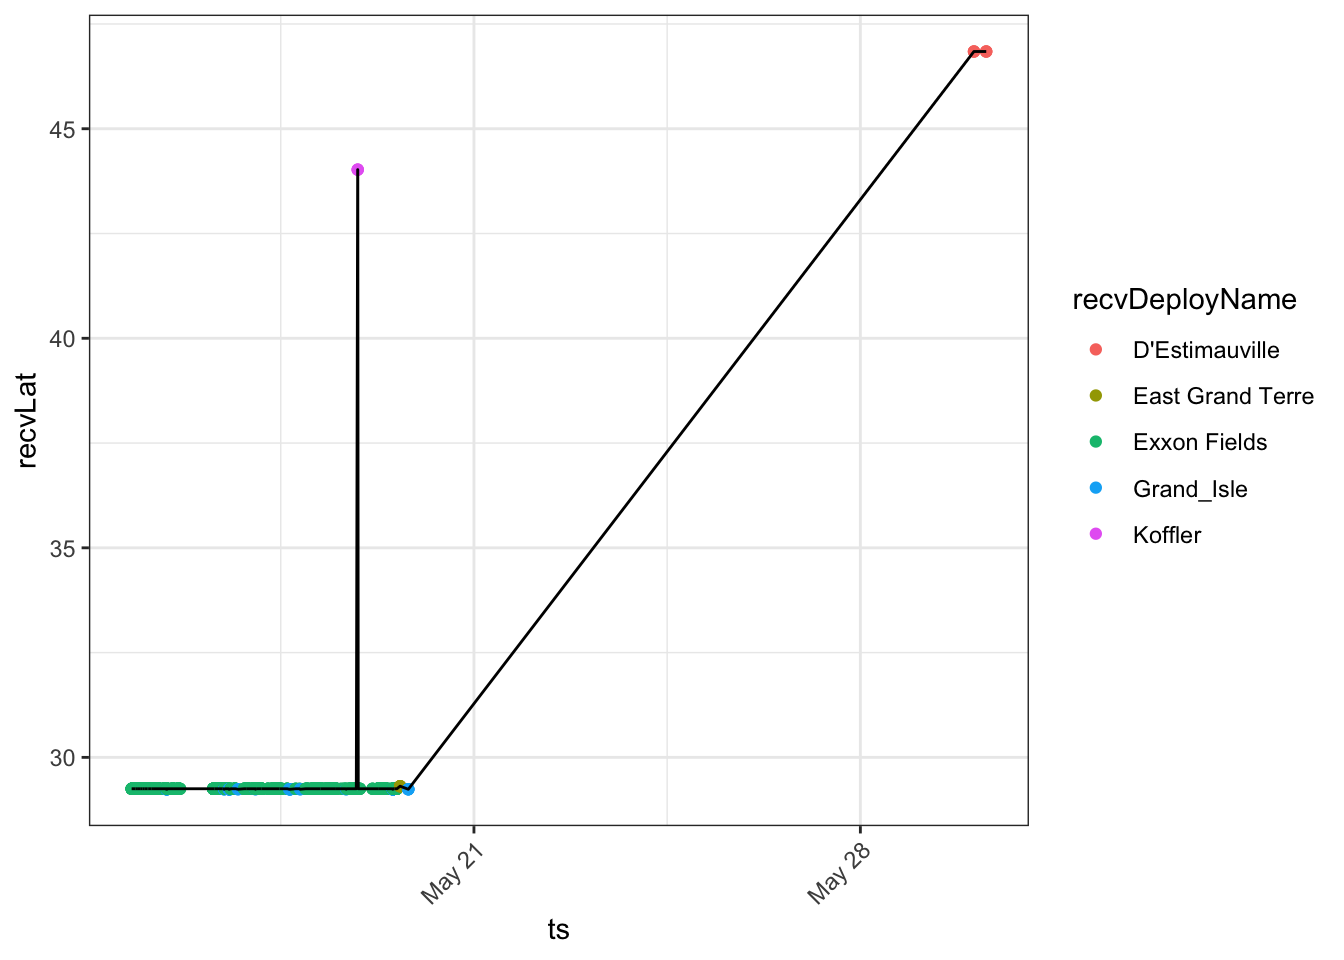 45
40
35
30
recvLat
May 21
May 28
ts
recvDeployName
D'Estimauville
East Grand Terre
Exxon Fields
Grand_Isle
Koffler